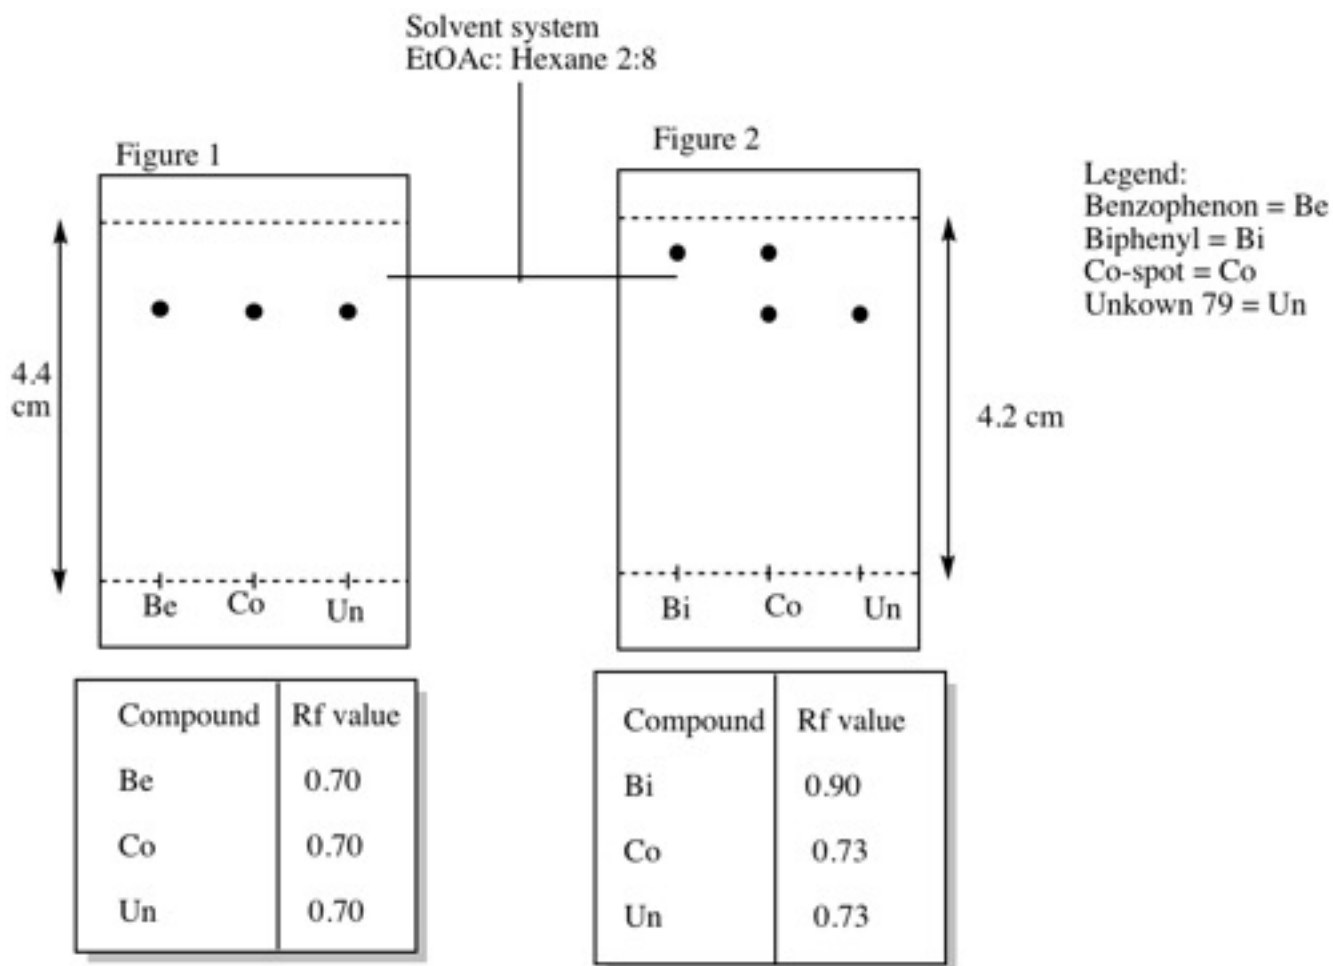 Solvent system
EtOAc: Hexane 2:8
Figure 1
Figure 2
Legend:
Benzophenon = Be
Biphenyl = Bi
Co-spot = Co
Unkown 79 = Un
4.4
cm
4.2 cm
Be Co Un
Bi Co Un
Compound Rf value
Be 0.70
Co 0.70
Un 0.70
Compound Rf value
Bi 0.90
Co 0.73
Un 0.73